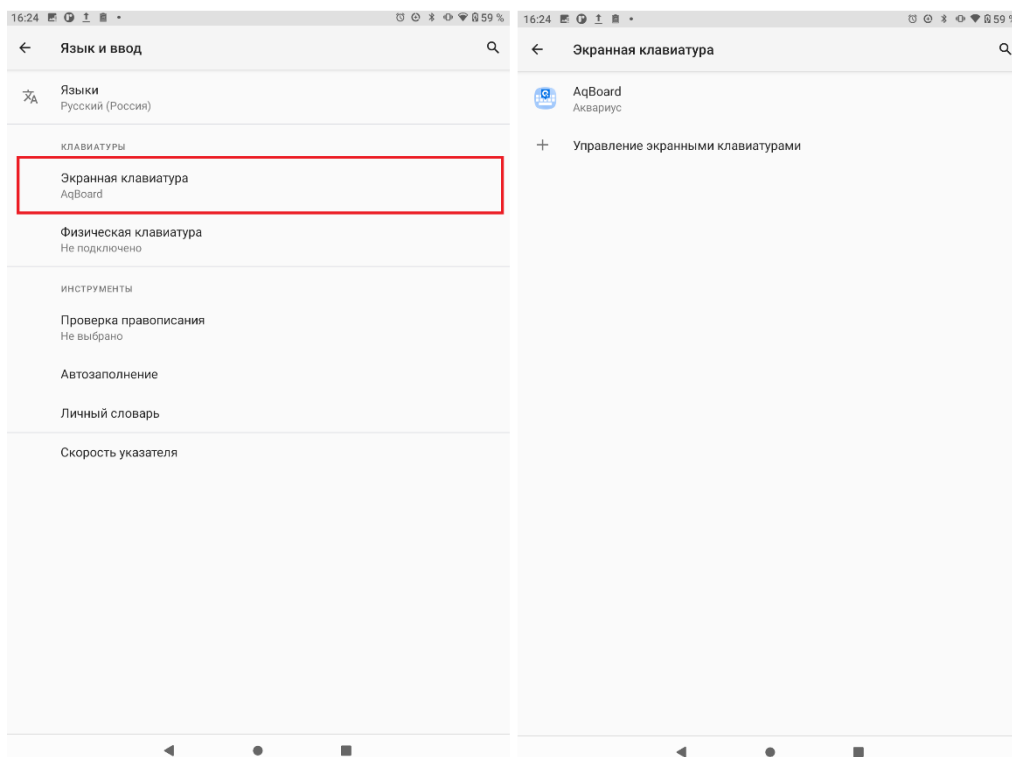 16:24
59 %
Язык и ввод
Языки
Русский (Россия)
КЛАВИАТУРЫ
Экранная клавиатура
AqBoard
Физическая клавиатура
Не подключено
ИНСТРУМЕНТЫ
Проверка правописания
Не выбрано
Автозаполнение
Личный словарь
Скорость указателя
16:24
59 %
Экранная клавиатура
AqBoard
Аквариус
Управление экранными клавиатурами